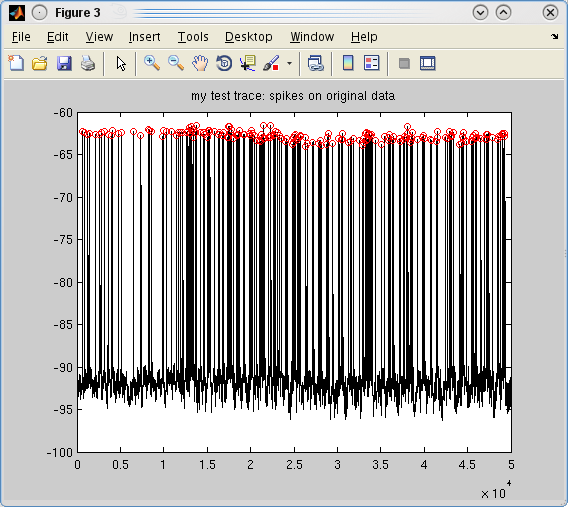 Figure 3
File Edit View Insert Tools Desktop Window Help
my test trace: spikes on original data
-60
-65
-70
-75
-80
-85
-90
-95
-100
0 0.5 1 1.5 2 2.5 3 3.5 4 4.5 5
x 10^4